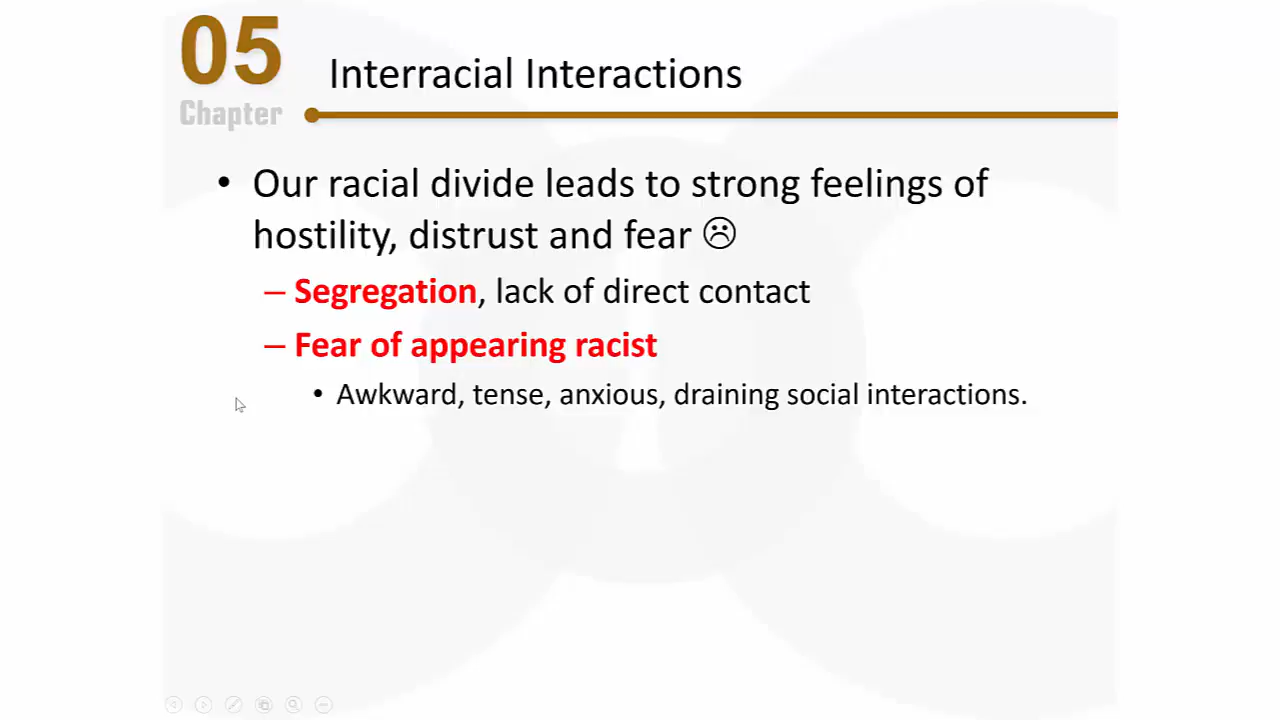 05
Chapter
Interracial Interactions
• Our racial divide leads to strong feelings of
hostility, distrust and fear ☹
– Segregation, lack of direct contact
– Fear of appearing racist
• Awkward, tense, anxious, draining social interactions.